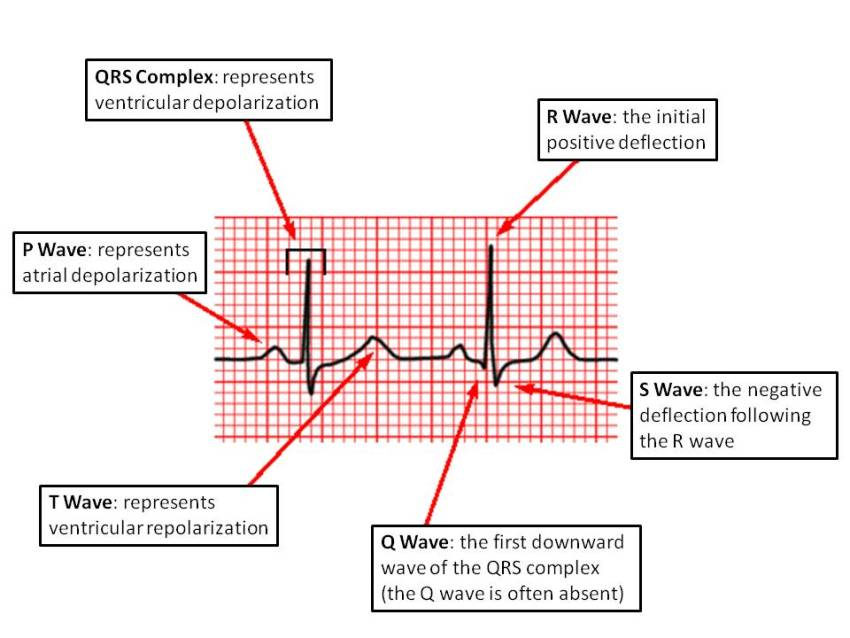 QRS Complex: represents
ventricular depolarization
R Wave: the initial
positive deflection
P Wave: represents
atrial depolarization
S Wave: the negative
deflection following
the R wave
T Wave: represents
ventricular repolarization
Q Wave: the first downward
wave of the QRS complex
(the Q wave is often absent)